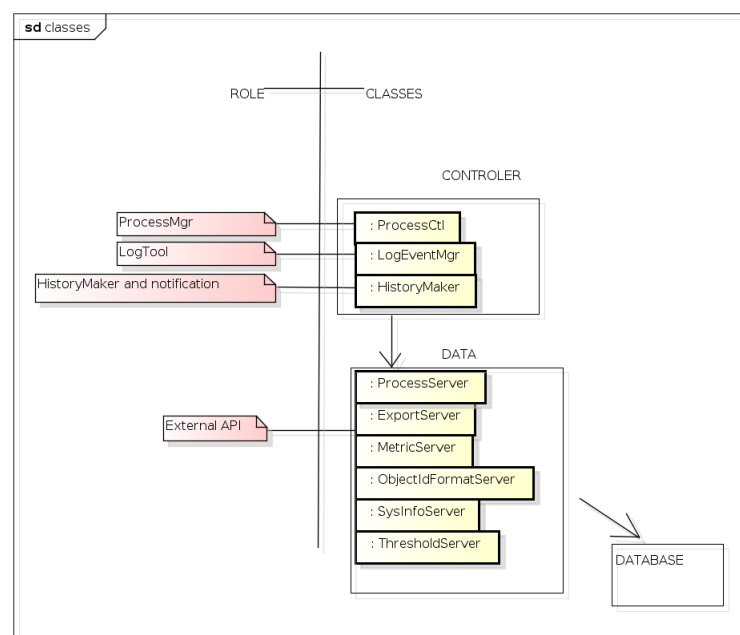 sd classes
ROLE
CLASSES
CONTROLER
ProcessMgr
: ProcessCtl
LogTool
: LogEventMgr
HistoryMaker and notification
: HistoryMaker
DATA
: ProcessServer
External API
: ExportServer
: MetricServer
: ObjectIdFormatServer
: SysInfoServer
: ThresholdServer
DATABASE